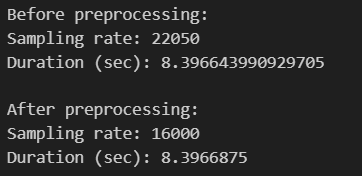 Before preprocessing:
Sampling rate: 22050
Duration (sec): 8.396643990929705
After preprocessing:
Sampling rate: 16000
Duration (sec): 8.3966875